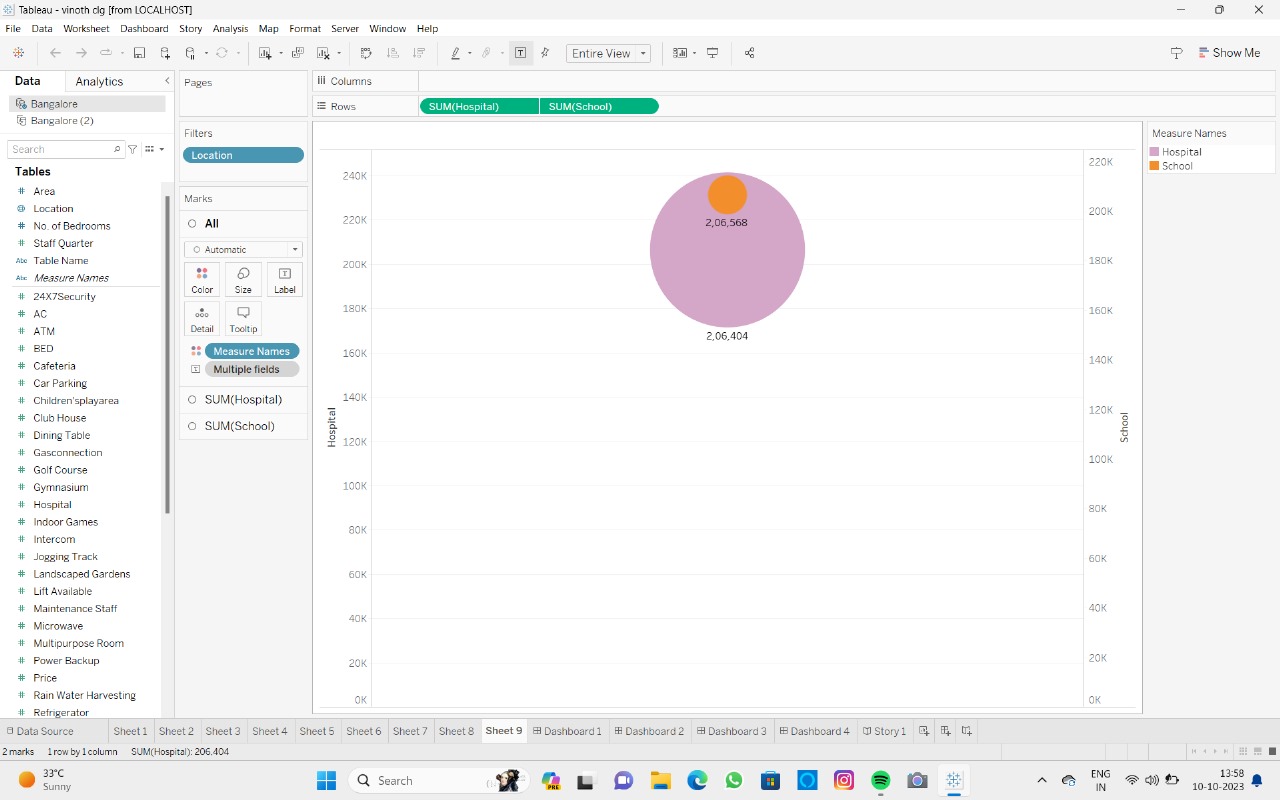 Tableau - vinoth clg [from LOCALHOST]
File Data Worksheet Dashboard Story Analysis Map Format Server Window Help
Entire View
Show Me
Data Analytics
Bangalore
Bangalore (2)
Search
Tables
# Area
Location
# No. of Bedrooms
# Staff Quarter
Abc Table Name
Abc Measure Names
# 24X7Security
# AC
# ATM
# BED
# Cafeteria
# Car Parking
# Children'splayarea
# Club House
# Dining Table
# Gasconnection
# Golf Course
# Gymnasium
# Hospital
# Indoor Games
# Intercom
# Jogging Track
# Landscaped Gardens
# Lift Available
# Maintenance Staff
# Microwave
# Multipurpose Room
# Power Backup
# Price
# Rain Water Harvesting
# Refrigerator
Pages
Filters
Location
Marks
All
Automatic
Color Size Label
Detail Tooltip
Measure Names
Multiple fields
SUM(Hospital)
SUM(School)
Columns
Rows SUM(Hospital) SUM(School)
240K
220K
200K
180K
160K
140K
120K
100K
80K
60K
40K
20K
0K
Hospital
2,06,568
2,06,404
220K
200K
180K
160K
140K
120K
100K
80K
60K
40K
20K
0K
School
Measure Names
Hospital
School
Data Source Sheet 1 Sheet 2 Sheet 3 Sheet 4 Sheet 5 Sheet 6 Sheet 7 Sheet 8 Sheet 9 Dashboard 1 Dashboard 2 Dashboard 3 Dashboard 4 Story 1
2 marks 1 row by 1 column SUM(Hospital): 206,404
33°C
Sunny
Search
PRE
ENG
IN
13:58
10-10-2023